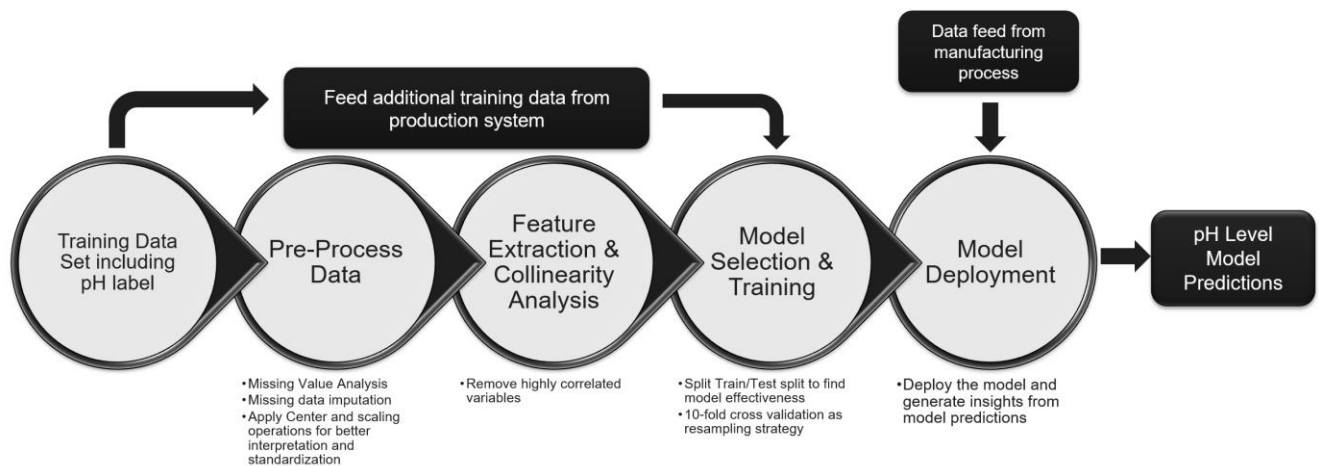 Data feed from
manufacturing
process
Feed additional training data from
production system
Training Data
Set including
pH label
Pre-Process
Data
Feature
Extraction &
Collinearity
Analysis
Model
Selection &
Training
Model
Deployment
pH Level
Model
Predictions
•Missing Value Analysis
•Missing data imputation
•Apply Center and scaling
operations for better
interpretation and
standardization
•Remove highly correlated
variables
•Split Train/Test split to find
model effectiveness
•10-fold cross validation as
resampling strategy
•Deploy the model and
generate insights from
model predictions